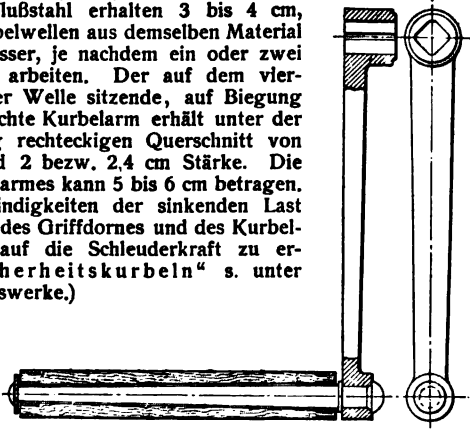 lußstahl erhalten 3 bis 4 cm,
belwellen aus demselben Material
sser, je nachdem ein oder zwei
arbeiten. Der auf dem vier-
er Welle sitzende, auf Biegung
chte Kurbelarm erhält unter der
g rechteckigen Querschnitt von
d 2 bezw. 2,4 cm Stärke. Die
armes kann 5 bis 6 cm betragen.
indigkeiten der sinkenden Last
des Griffdornes und des Kurbel-
auf die Schleuderkraft zu er-
herheitskurbeln“ s. unter
swerke.)